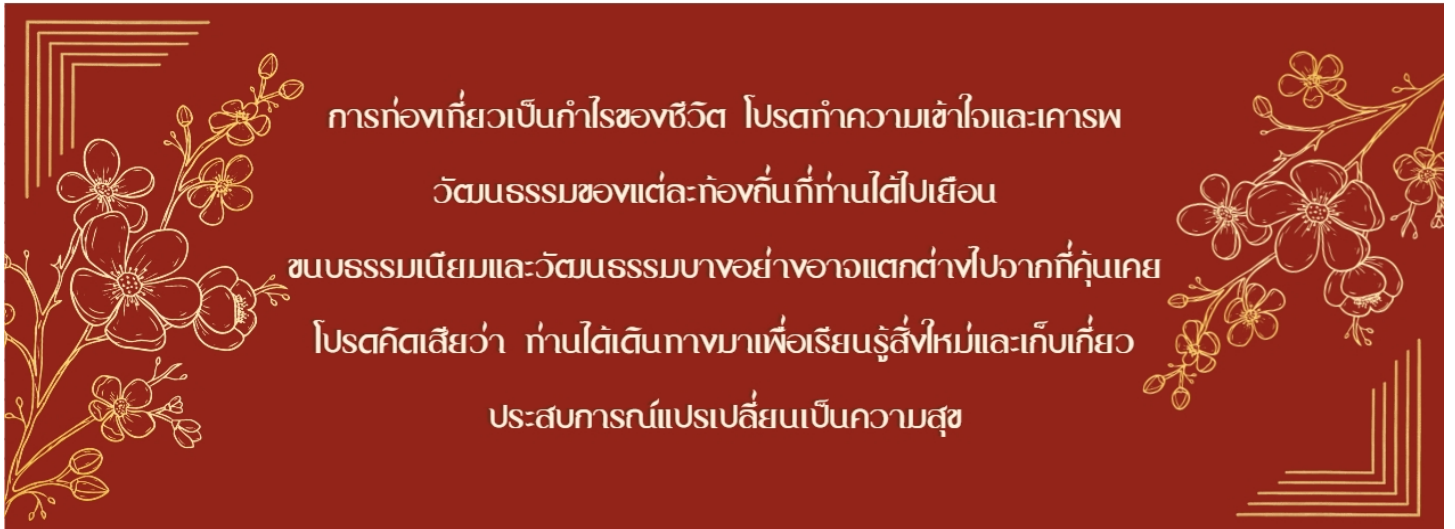 การท่องเที่ยวเป็นกำไรของชีวิต โปรดทำความเข้าใจและเคารพ
วัฒนธรรมของแต่ละท้องถิ่นที่ท่านได้ไปเยือน
ขนบธรรมเนียมและวัฒนธรรมบางอย่างอาจแตกต่างไปจากที่คุ้นเคย
โปรดคิดเสียว่า ท่านได้เดินทางมาเพื่อเรียนรู้สิ่งใหม่และเก็บเกี่ยว
ประสบการณ์แปรเปลี่ยนเป็นความสุข